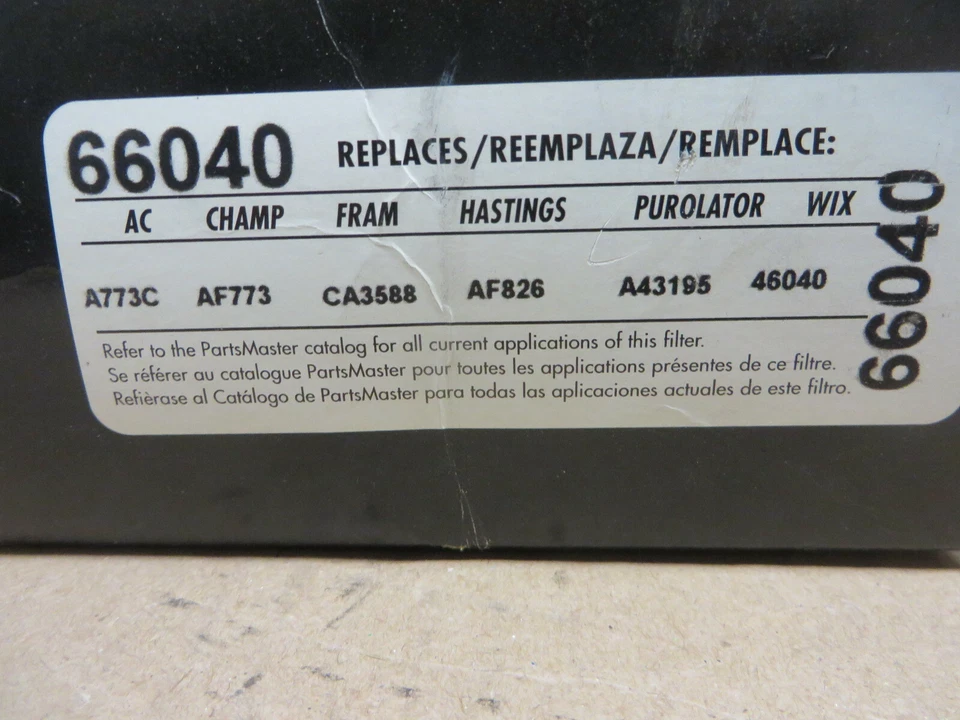 66040 REPLACES/REEMPLAZA/REMPLACE:
AC CHAMP FRAM HASTINGS PUROLATOR WIX
A773C AF773 CA3588 AF826 A43195 46040
Refer to the PartsMaster catalog for all current applications of this filter.
Se référer au catalogue PartsMaster pour toutes les applications présentes de ce filtre.
Refièrase al Catálogo de PartsMaster para todas las aplicaciones actuales de este filtro.
66040